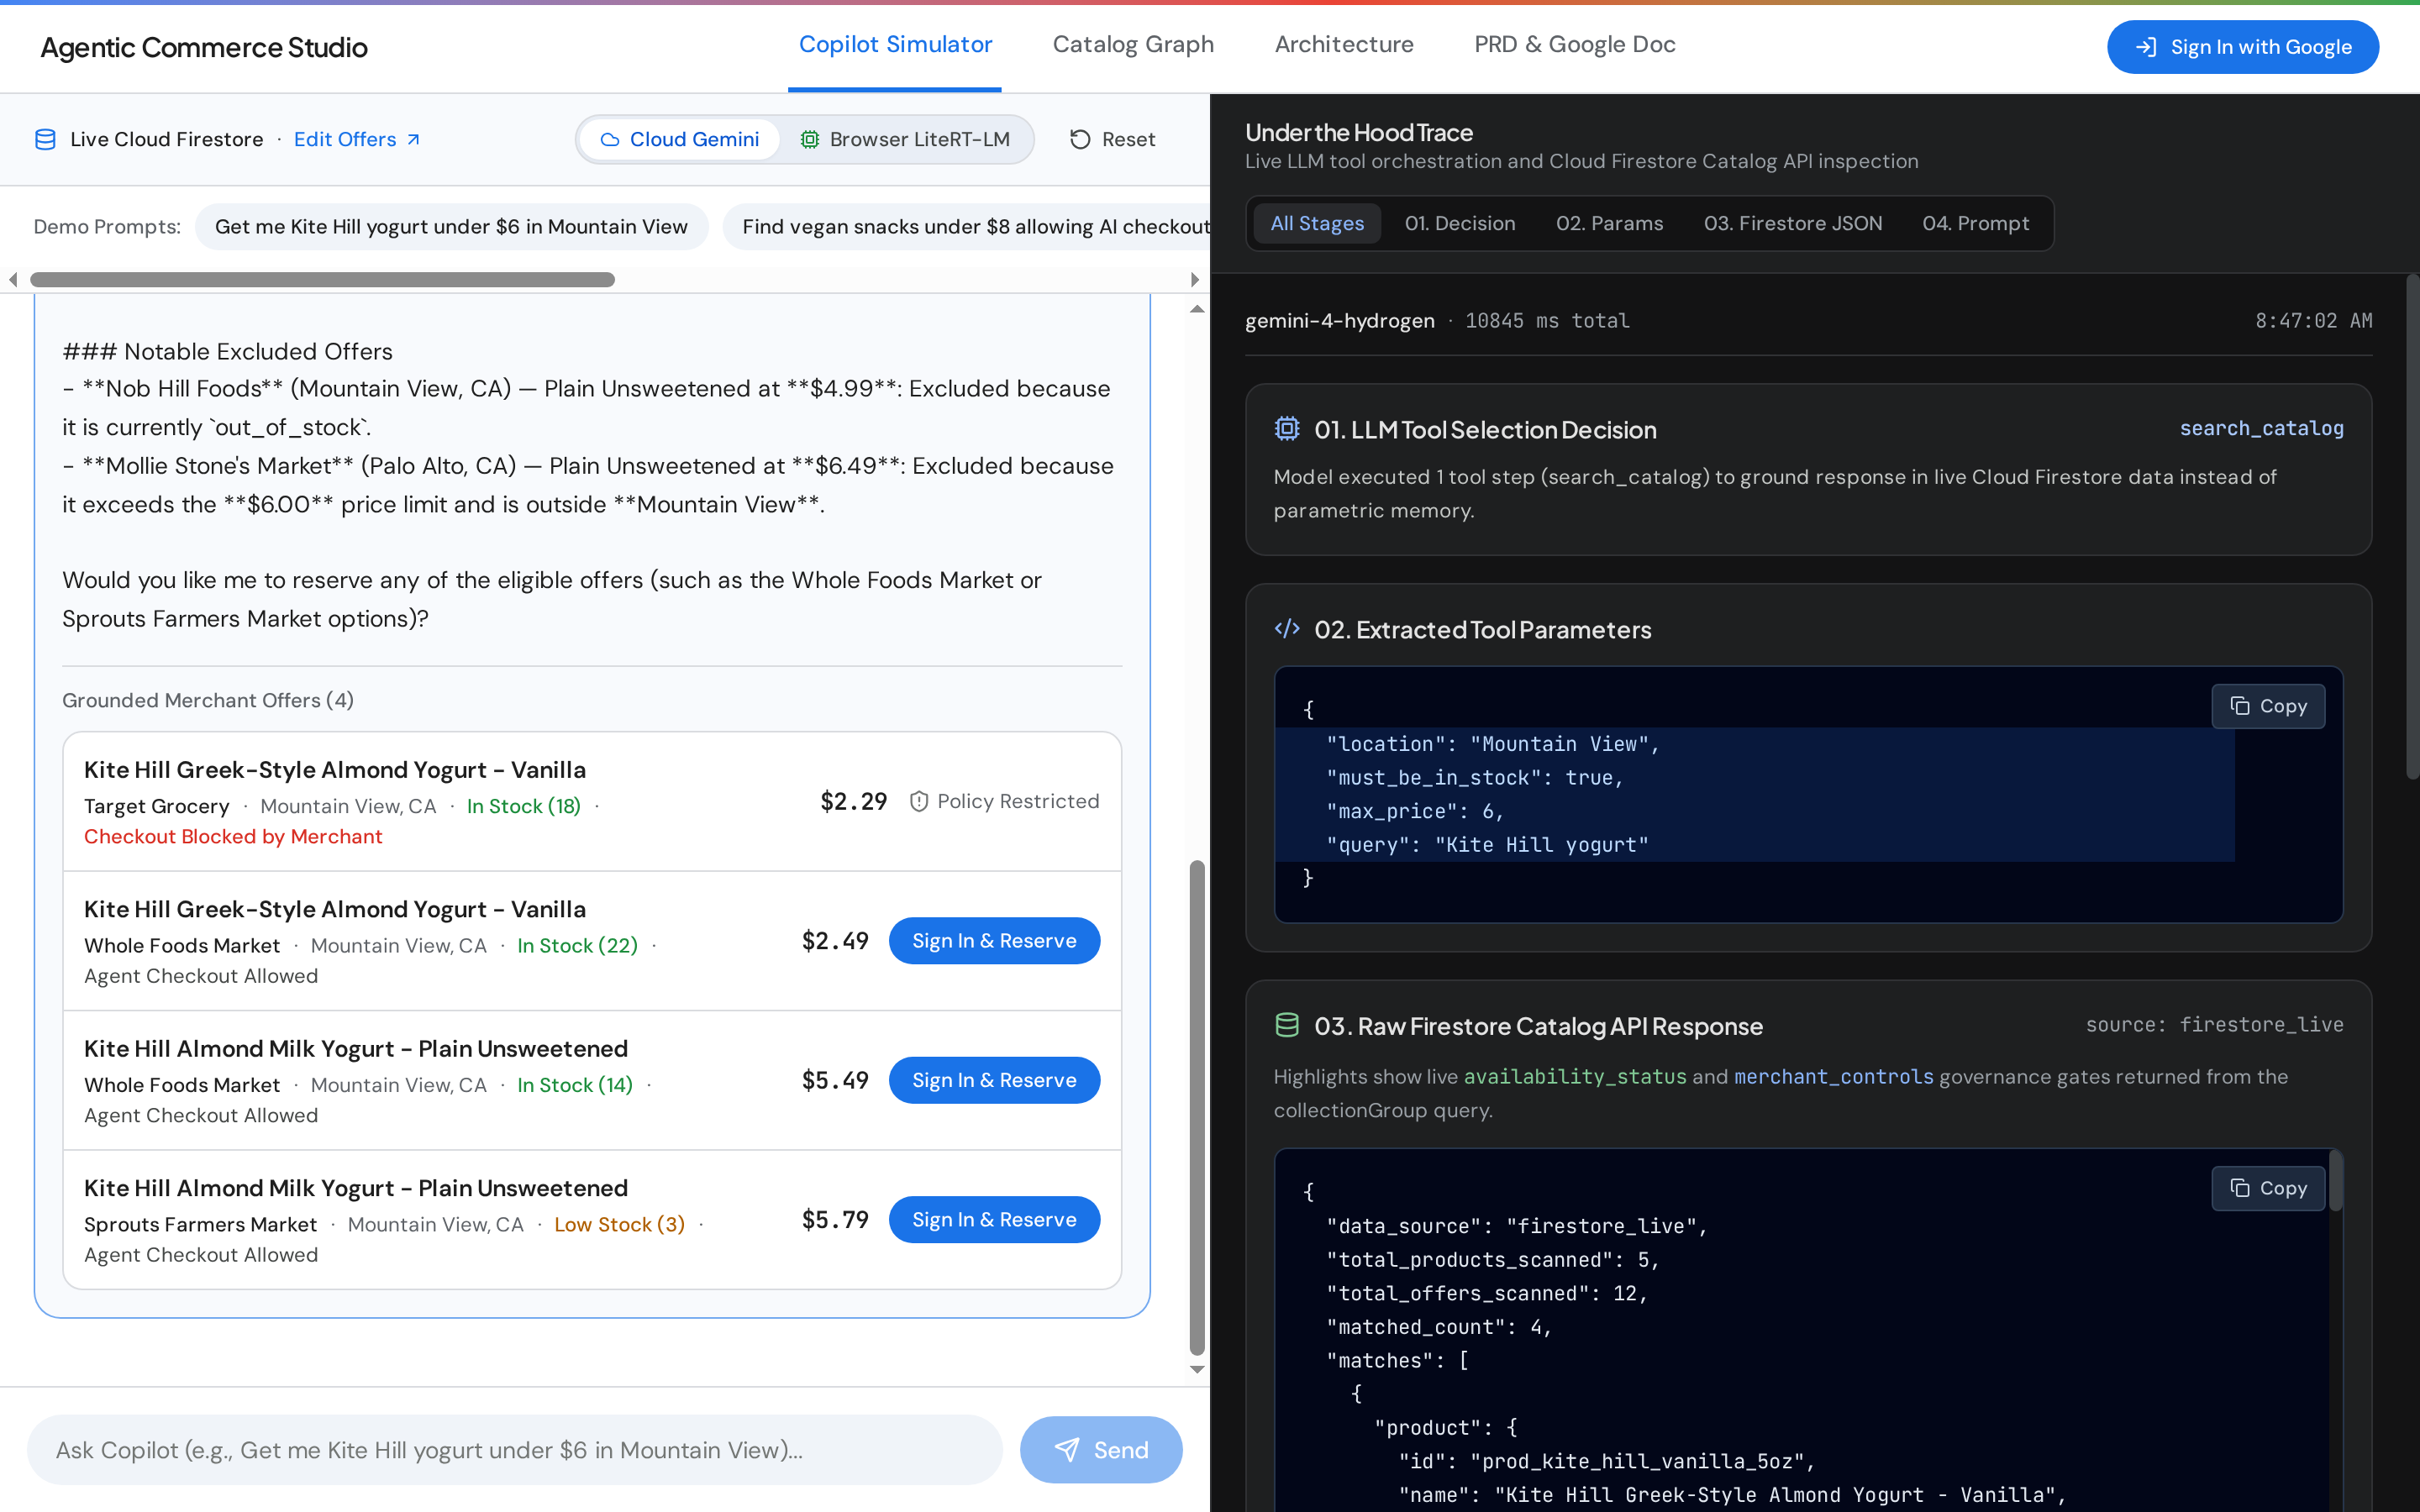 Agentic Commerce Studio
Copilot Simulator
Catalog Graph
Architecture
PRD & Google Doc
Sign In with Google
Live Cloud Firestore · Edit Offers
Cloud Gemini
Browser LiteRT-LM
Reset
Demo Prompts:
Get me Kite Hill yogurt under $6 in Mountain View
Find vegan snacks under $8 allowing AI checkout
### Notable Excluded Offers
- **Nob Hill Foods** (Mountain View, CA) — Plain Unsweetened at **$4.99**: Excluded because
it is currently `out_of_stock`.
- **Mollie Stone's Market** (Palo Alto, CA) — Plain Unsweetened at **$6.49**: Excluded because
it exceeds the **$6.00** price limit and is outside **Mountain View**.
Would you like me to reserve any of the eligible offers (such as the Whole Foods Market or
Sprouts Farmers Market options)?
Grounded Merchant Offers (4)
Kite Hill Greek-Style Almond Yogurt - Vanilla
Target Grocery · Mountain View, CA · In Stock (18) ·
Checkout Blocked by Merchant
$2.29 Policy Restricted
Kite Hill Greek-Style Almond Yogurt - Vanilla
Whole Foods Market · Mountain View, CA · In Stock (22) ·
Agent Checkout Allowed
$2.49 Sign In & Reserve
Kite Hill Almond Milk Yogurt - Plain Unsweetened
Whole Foods Market · Mountain View, CA · In Stock (14) ·
Agent Checkout Allowed
$5.49 Sign In & Reserve
Kite Hill Almond Milk Yogurt - Plain Unsweetened
Sprouts Farmers Market · Mountain View, CA · Low Stock (3) ·
Agent Checkout Allowed
$5.79 Sign In & Reserve
Ask Copilot (e.g., Get me Kite Hill yogurt under $6 in Mountain View)...
Send
Under the Hood Trace
Live LLM tool orchestration and Cloud Firestore Catalog API inspection
All Stages
01. Decision
02. Params
03. Firestore JSON
04. Prompt
gemini-4-hydrogen · 10845 ms total
8:47:02 AM
01. LLM Tool Selection Decision
search_catalog
Model executed 1 tool step (search_catalog) to ground response in live Cloud Firestore data instead of
parametric memory.
02. Extracted Tool Parameters
Copy
{
"location": "Mountain View",
"must_be_in_stock": true,
"max_price": 6,
"query": "Kite Hill yogurt"
}
03. Raw Firestore Catalog API Response
source: firestore_live
Highlights show live availability_status and merchant_controls governance gates returned from the
collectionGroup query.
Copy
{
"data_source": "firestore_live",
"total_products_scanned": 5,
"total_offers_scanned": 12,
"matched_count": 4,
"matches": [
{
"product": {
"id": "prod_kite_hill_vanilla_5oz",
"name": "Kite Hill Greek-Style Almond Yogurt - Vanilla",